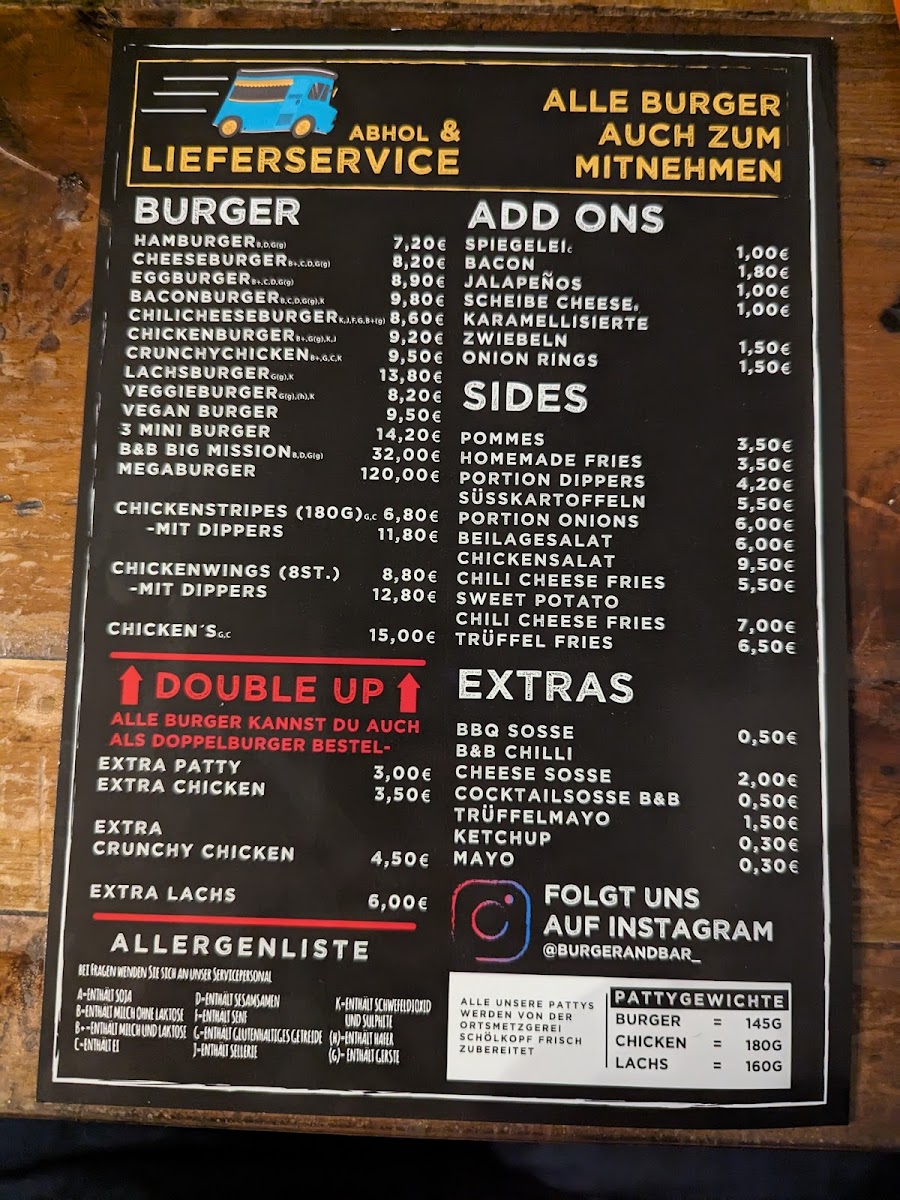 ABHOL &
LIEFERSERVICE
ALLE BURGER
AUCH ZUM
MITNEHMEN
BURGER
HAMBURGER B,D,G(g) 7,20€
CHEESEBURGER B+,C,D,G(g) 8,20€
EGGBURGER B+,C,D,G(g) 8,90€
BACONBURGER B,C,D,G(g),K 9,80€
CHILICHEESEBURGER K,J,F,G,B+(g) 8,60€
CHICKENBURGER B+,G(g),K,J 9,20€
CRUNCHYCHICKEN B+,G,C,K 9,50€
LACHSBURGER G(g),K 13,80€
VEGGIEBURGER G(g),(h),K 8,20€
VEGAN BURGER 9,50€
3 MINI BURGER 14,20€
B&B BIG MISSION B,D,G(g) 32,00€
MEGABURGER 120,00€
CHICKENSTRIPES (180G) G,C 6,80€
-MIT DIPPERS 11,80€
CHICKENWINGS (8ST.) 8,80€
-MIT DIPPERS 12,80€
CHICKEN´S G,C 15,00€
DOUBLE UP
ALLE BURGER KANNST DU AUCH
ALS DOPPELBURGER BESTEL-
EXTRA PATTY 3,00€
EXTRA CHICKEN 3,50€
EXTRA
CRUNCHY CHICKEN 4,50€
EXTRA LACHS 6,00€
ALLERGENLISTE
BEI FRAGEN WENDEN SIE SICH AN UNSER SERVICEPERSONAL
A=ENTHÄLT SOJA
B=ENTHÄLT MILCH OHNE LAKTOSE
B+=ENTHÄLT MILCH UND LAKTOSE
C=ENTHÄLT EI
D=ENTHÄLT SESAMSAMEN
F=ENTHÄLT SENF
G=ENTHÄLT GLUTENHALTIGES GETREIDE
J=ENTHÄLT SELLERIE
K=ENTHÄLT SCHWEFELDIOXID
UND SULPHITE
(H)=ENTHÄLT HAFER
(G)= ENTHÄLT GERSTE
ADD ONS
SPIEGELEI C 1,00€
BACON 1,80€
JALAPEÑOS 1,00€
SCHEIBE CHEESE 1,00€
KARAMELLISIERTE
ZWIEBELN 1,50€
ONION RINGS 1,50€
SIDES
POMMES 3,50€
HOMEMADE FRIES 3,50€
PORTION DIPPERS 4,20€
SÜSSKARTOFFELN 5,50€
PORTION ONIONS 6,00€
BEILAGESALAT 6,00€
CHICKENSALAT 9,50€
CHILI CHEESE FRIES 5,50€
SWEET POTATO
CHILI CHEESE FRIES 7,00€
TRÜFFEL FRIES 6,50€
EXTRAS
BBQ SOSSE 0,50€
B&B CHILLI
CHEESE SOSSE 2,00€
COCKTAILSOSSE B&B 0,50€
TRÜFFELMAYO 1,50€
KETCHUP 0,30€
MAYO 0,30€
FOLGT UNS
AUF INSTAGRAM
@BURGERANDBAR_
ALLE UNSERE PATTYS
WERDEN VON DER
ORTSMETZGEREI
SCHÖLKOPF FRISCH
ZUBEREITET
PATTYGEWICHTE
BURGER = 145G
CHICKEN = 180G
LACHS = 160G